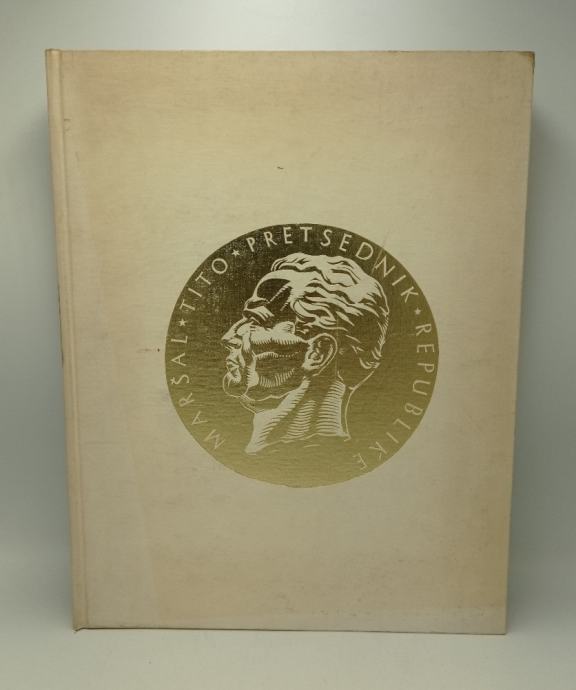 MARŠAL ★ TITO ★ PRETSEDNIK ★ REPUBLIKE